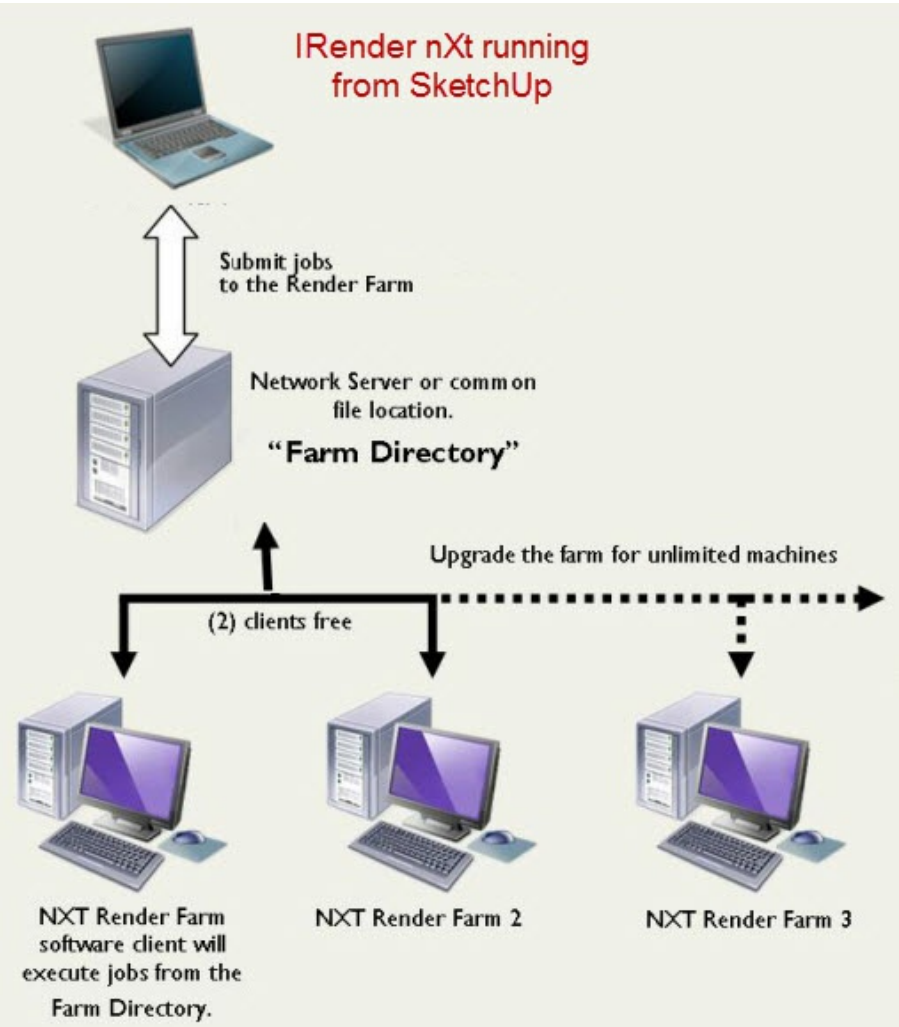 IRender nXt running
from SketchUp
Submit jobs
to the Render Farm
Network Server or common
file location.
“Farm Directory”
Upgrade the farm for unlimited machines
(2) clients free
NXT Render Farm
software client will
execute jobs from the
Farm Directory.
NXT Render Farm 2
NXT Render Farm 3